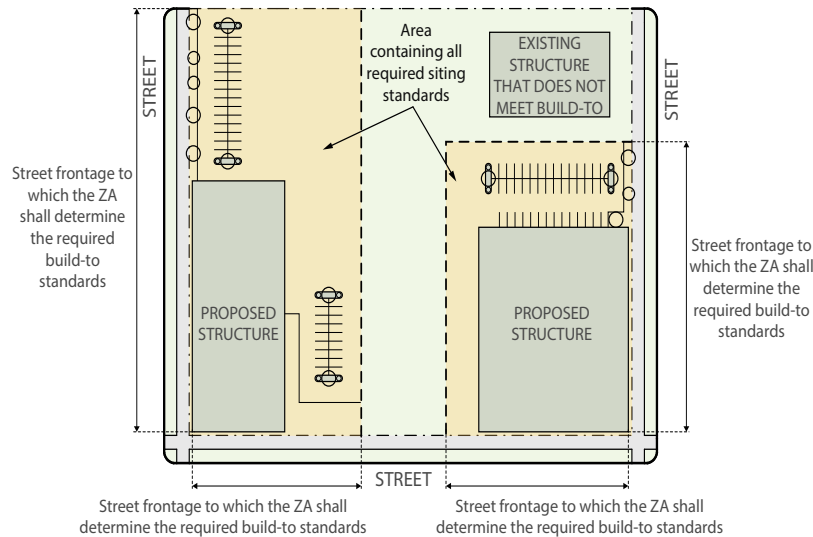 Area
containing all
required siting
standards
EXISTING
STRUCTURE
THAT DOES NOT
MEET BUILD-TO
STREET
STREET
Street frontage to
which the ZA
shall determine
the required
build-to
standards
Street frontage to
which the ZA shall
determine the
required build-to
standards
PROPOSED
STRUCTURE
PROPOSED
STRUCTURE
STREET
Street frontage to which the ZA shall
determine the required build-to standards
Street frontage to which the ZA shall
determine the required build-to standards